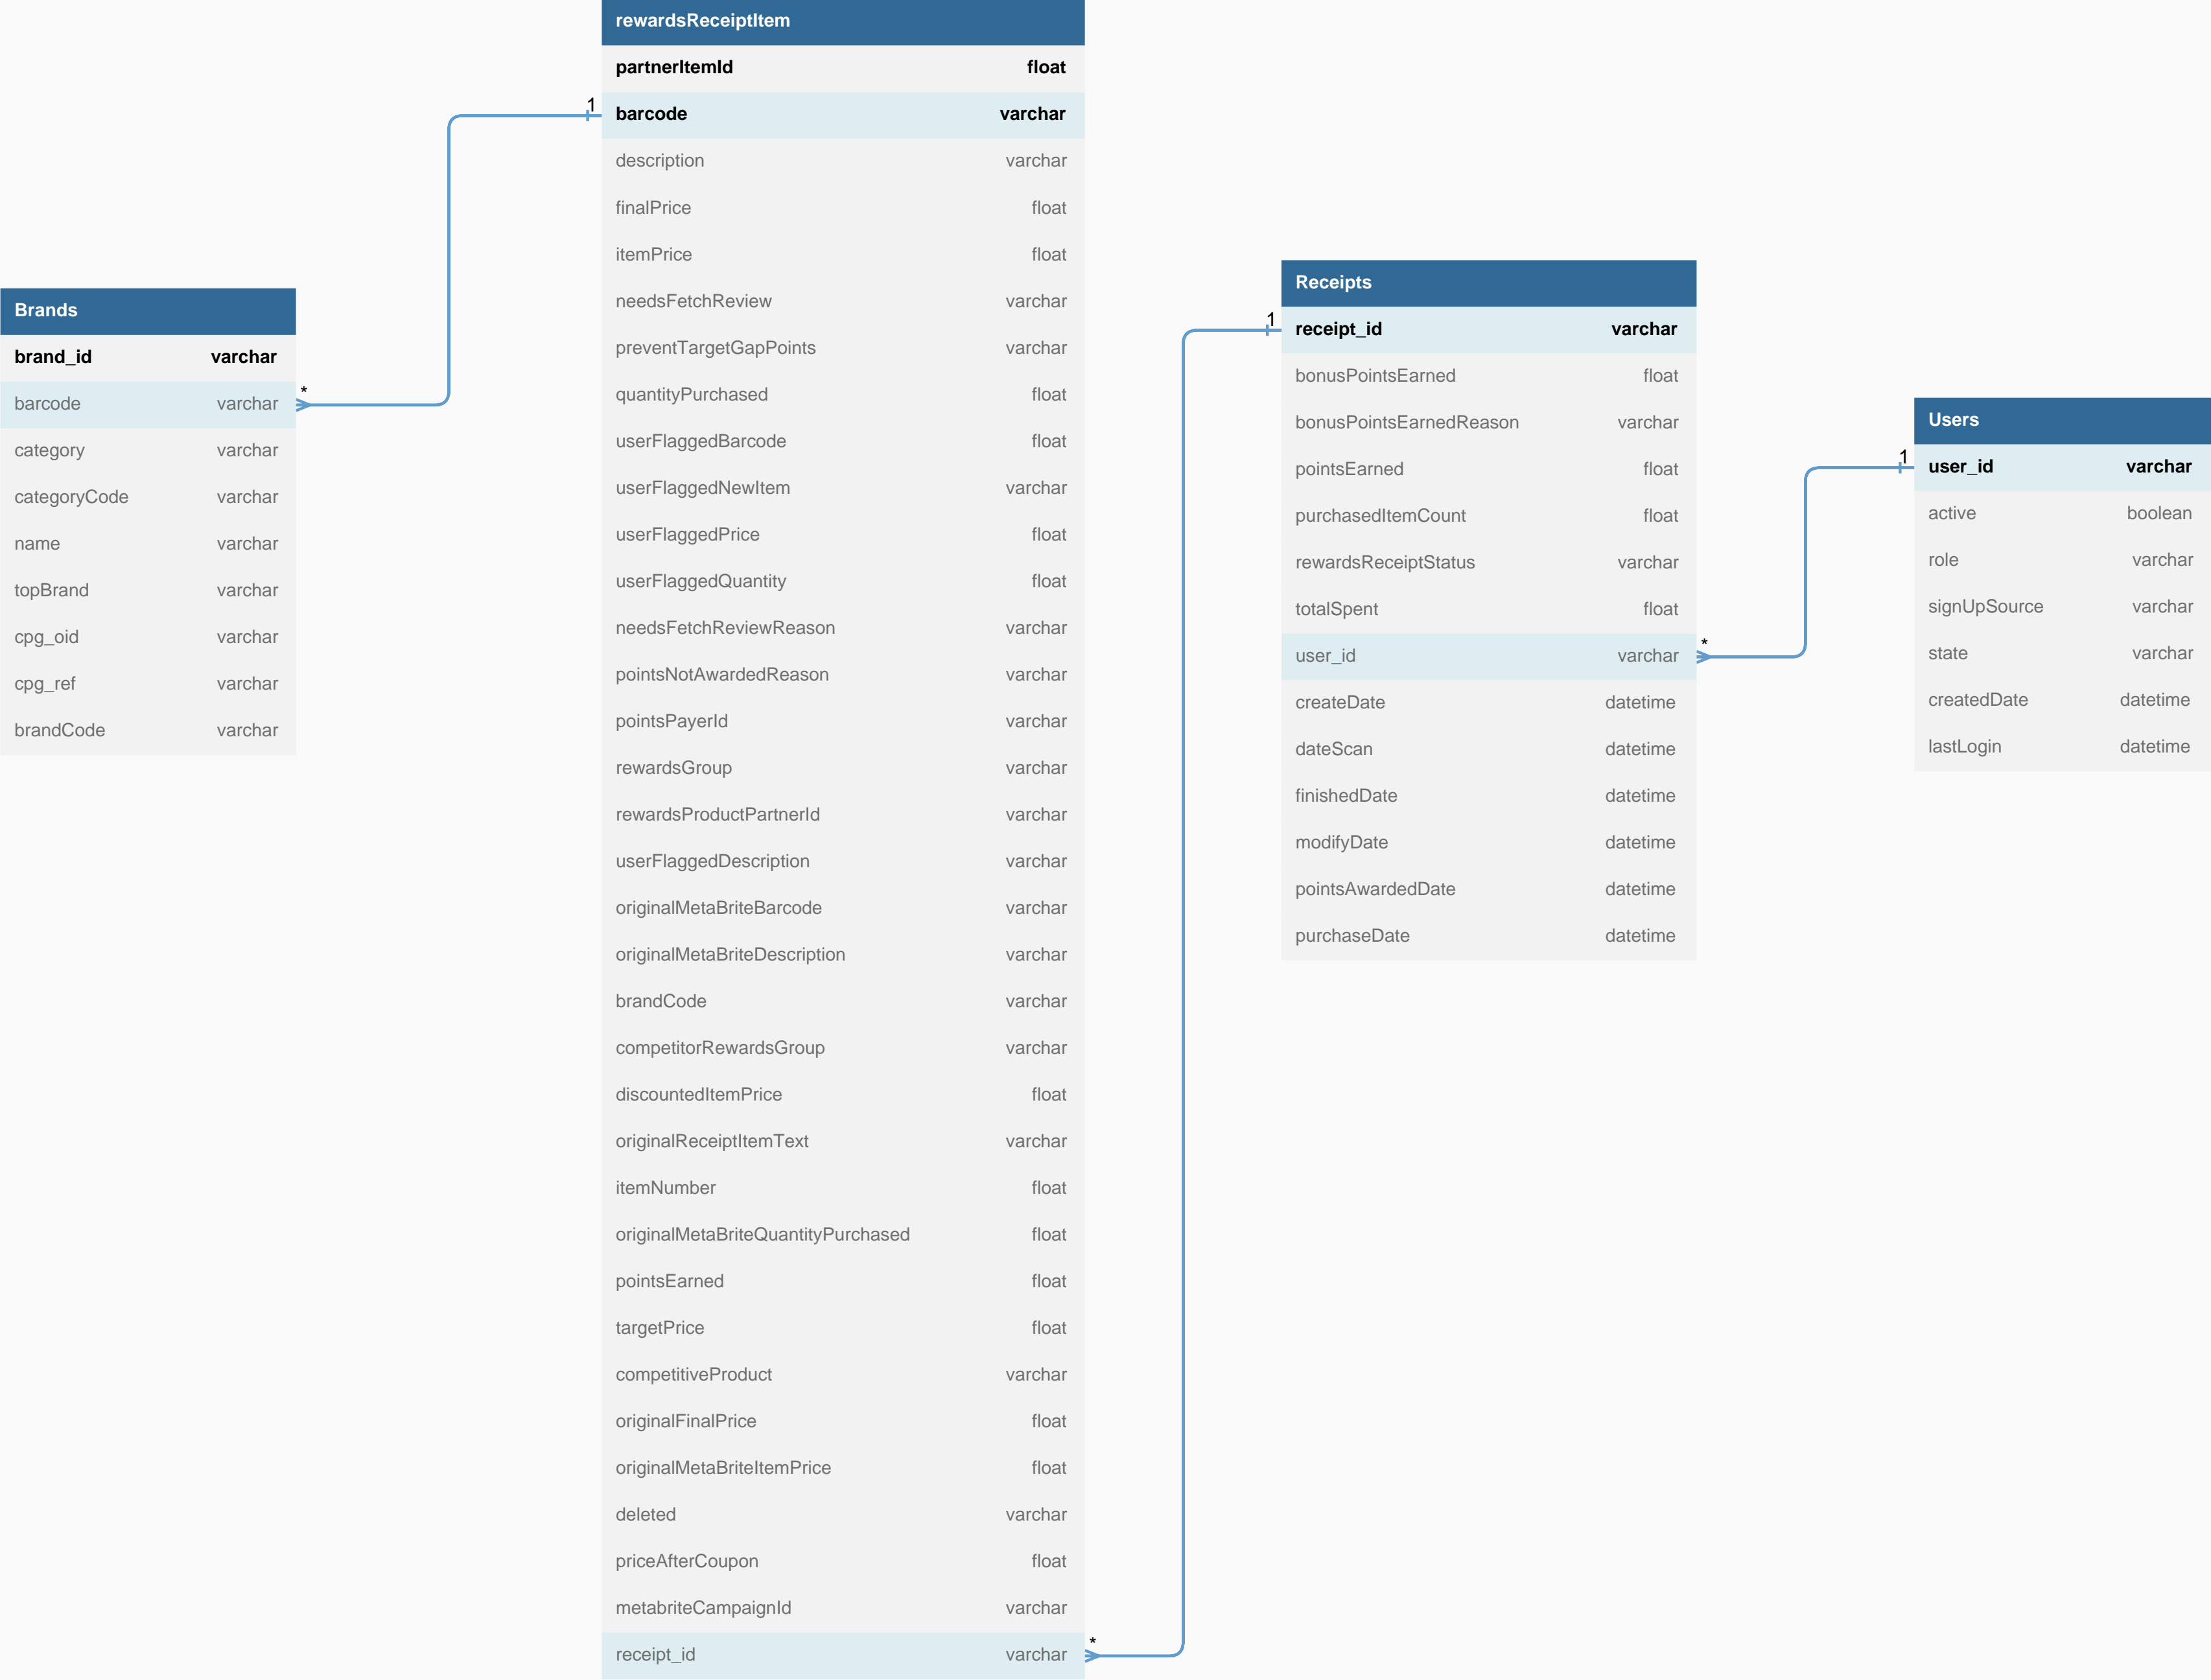 rewardsReceiptItem
partnerItemId float
1
barcode varchar
description varchar
finalPrice float
itemPrice float
needsFetchReview varchar
preventTargetGapPoints varchar
quantityPurchased float
userFlaggedBarcode float
userFlaggedNewItem varchar
userFlaggedPrice float
userFlaggedQuantity float
needsFetchReviewReason varchar
pointsNotAwardedReason varchar
pointsPayerId varchar
rewardsGroup varchar
rewardsProductPartnerId varchar
userFlaggedDescription varchar
originalMetaBriteBarcode varchar
originalMetaBriteDescription varchar
brandCode varchar
competitorRewardsGroup varchar
discountedItemPrice float
originalReceiptItemText varchar
itemNumber float
originalMetaBriteQuantityPurchased float
pointsEarned float
targetPrice float
competitiveProduct varchar
originalFinalPrice float
originalMetaBriteItemPrice float
deleted varchar
priceAfterCoupon float
metabriteCampaignId varchar
receipt_id varchar
*
Brands
brand_id varchar
barcode varchar
*
category varchar
categoryCode varchar
name varchar
topBrand varchar
cpg_oid varchar
cpg_ref varchar
brandCode varchar
Receipts
1
receipt_id varchar
bonusPointsEarned float
bonusPointsEarnedReason varchar
pointsEarned float
purchasedItemCount float
rewardsReceiptStatus varchar
totalSpent float
user_id varchar
*
createDate datetime
dateScan datetime
finishedDate datetime
modifyDate datetime
pointsAwardedDate datetime
purchaseDate datetime
Users
1
user_id varchar
active boolean
role varchar
signUpSource varchar
state varchar
createdDate datetime
lastLogin datetime